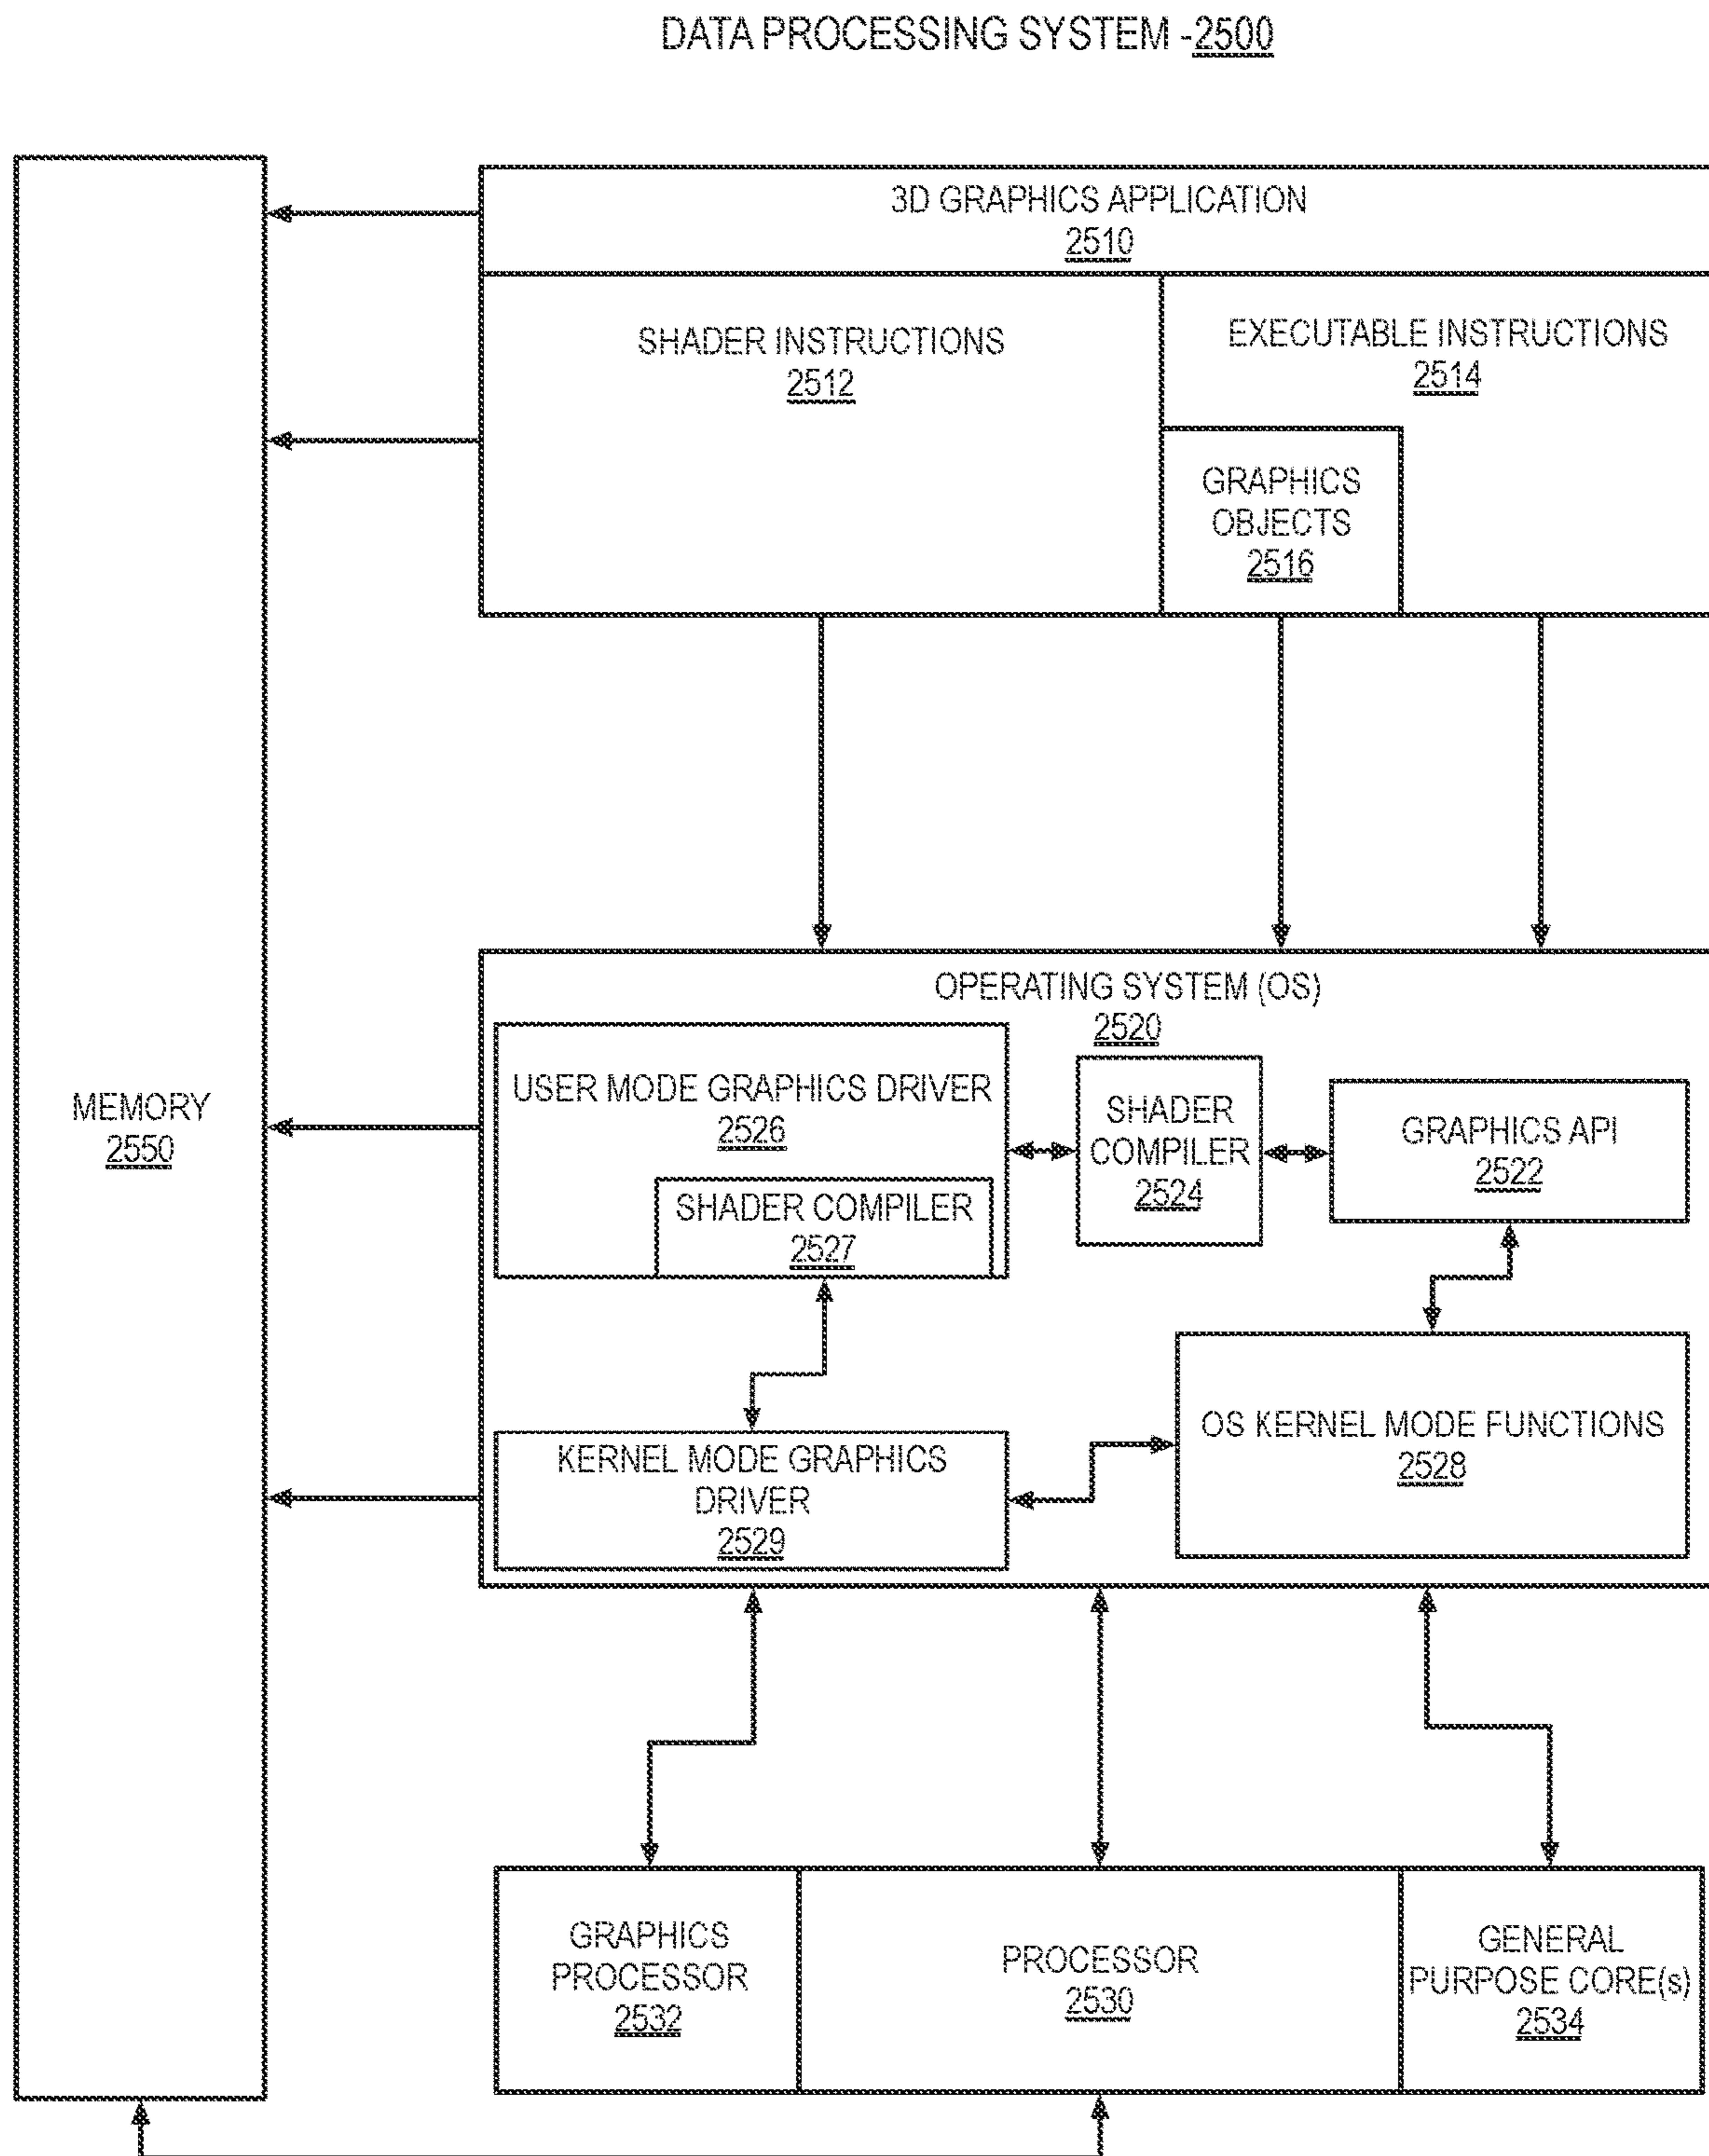 DATA PROCESSING SYSTEM -2500
3D GRAPHICS APPLICATION
2510
SHADER INSTRUCTIONS
2512
EXECUTABLE INSTRUCTIONS
2514
GRAPHICS
OBJECTS
2516
MEMORY
2550
OPERATING SYSTEM (OS)
2520
USER MODE GRAPHICS DRIVER
2526
SHADER COMPILER
2527
SHADER
COMPILER
2524
GRAPHICS API
2522
KERNEL MODE GRAPHICS
DRIVER
2529
OS KERNEL MODE FUNCTIONS
2528
GRAPHICS
PROCESSOR
2532
PROCESSOR
2530
GENERAL
PURPOSE CORE(s)
2534